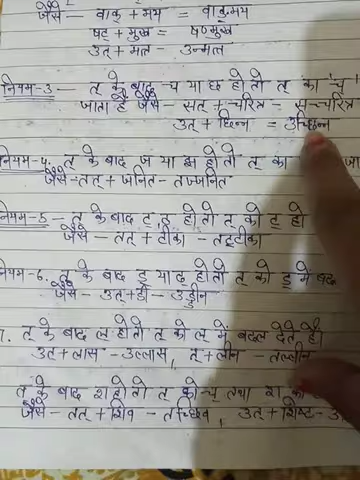 जैसे - वाक् + मय = वाङ्मय
षट् + मुख = षण्मुख
उत् + मत्त - उन्मत्त
नियम-3 - त् के बाद च या छ हो तो त् का 'च्'
जाता है जैसे - सत् + चरित्र - सच्चरित्र
उत् + छिन्न = उच्छिन्न
नियम-4. त् के बाद ज या झ हो तो त् का
जैसे - तत् + जनित - तज्जनित
नियम-5 - त् के बाद ट् हो तो त् को ट् हो
जैसे - तत् + टीका - तट्टीका
नियम-6. त् के बाद ड् या ढ् हो तो त् को ड् में बद
जैसे - उत् + डी - उड्डीन
7. त् के बाद ल् हो तो त् को ल् में बदल देते हैं।
उत् + लास - उल्लास, त् + लीन - तल्लीन
त् के बाद श हो तो त् को च् तथा श का
जैसे - तत् + शिव - तच्छिव, उत् + शिष्ट - उ